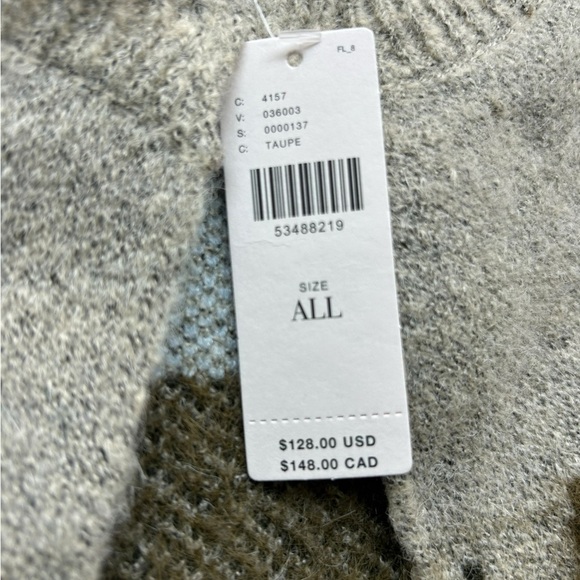 FL_8
C: 4157
V: 036003
S: 0000137
C: TAUPE
53488219
SIZE
ALL
$128.00 USD
$148.00 CAD